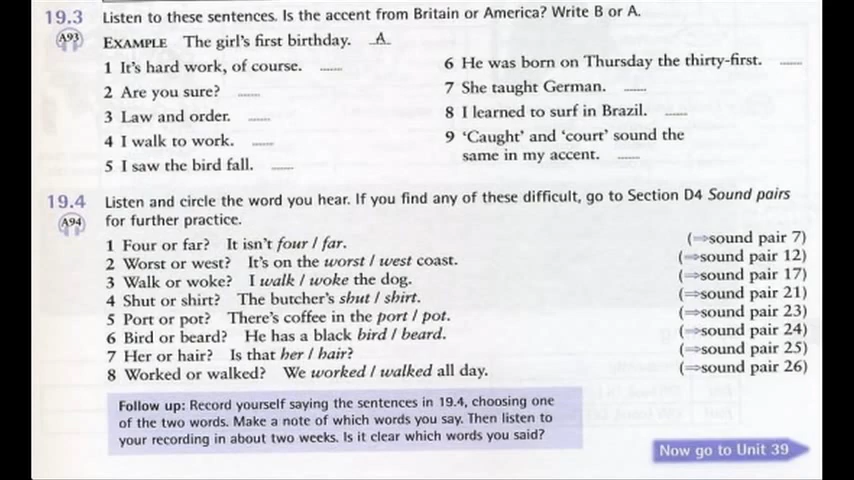 19.3 Listen to these sentences. Is the accent from Britain or America? Write B or A.
A93
EXAMPLE The girl's first birthday. A
1 It's hard work, of course. ......
2 Are you sure? ......
3 Law and order. ......
4 I walk to work. ......
5 I saw the bird fall. ......
6 He was born on Thursday the thirty-first. ......
7 She taught German. ......
8 I learned to surf in Brazil. ......
9 'Caught' and 'court' sound the
same in my accent. ......
19.4 Listen and circle the word you hear. If you find any of these difficult, go to Section D4 Sound pairs
A94 for further practice.
1 Four or far? It isn't four / far. (⇒sound pair 7)
2 Worst or west? It's on the worst / west coast. (⇒sound pair 12)
3 Walk or woke? I walk / woke the dog. (⇒sound pair 17)
4 Shut or shirt? The butcher's shut / shirt. (⇒sound pair 21)
5 Port or pot? There's coffee in the port / pot. (⇒sound pair 23)
6 Bird or beard? He has a black bird / beard. (⇒sound pair 24)
7 Her or hair? Is that her / hair? (⇒sound pair 25)
8 Worked or walked? We worked / walked all day. (⇒sound pair 26)
Follow up: Record yourself saying the sentences in 19.4, choosing one
of the two words. Make a note of which words you say. Then listen to
your recording in about two weeks. Is it clear which words you said?
Now go to Unit 39